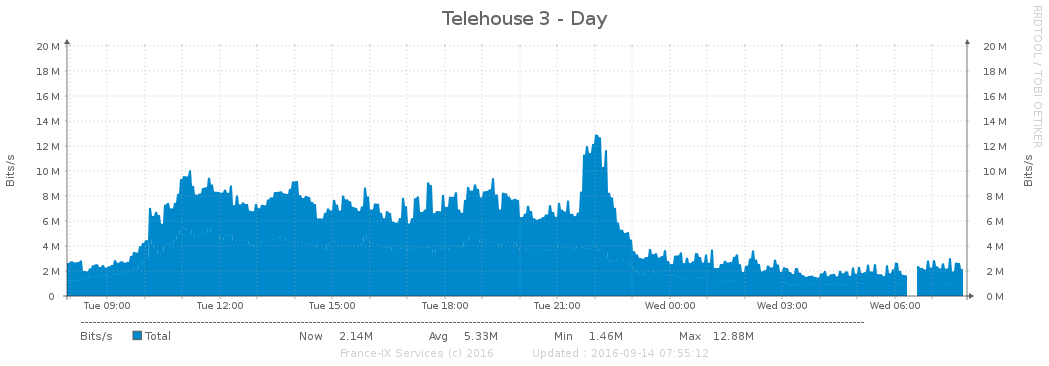 Telehouse 3 - Day
RRDTOOL / TOBI OETIKER
Bits/s
20 M 20 M
18 M 18 M
16 M 16 M
14 M 14 M
12 M 12 M
10 M 10 M
8 M 8 M
6 M 6 M
4 M 4 M
2 M 2 M
0 0 M
Bits/s
Tue 09:00 Tue 12:00 Tue 15:00 Tue 18:00 Tue 21:00 Wed 00:00 Wed 03:00 Wed 06:00
Bits/s Total Now 2.14M Avg 5.33M Min 1.46M Max 12.88M
France-IX Services (c) 2016 Updated : 2016-09-14 07:55:12